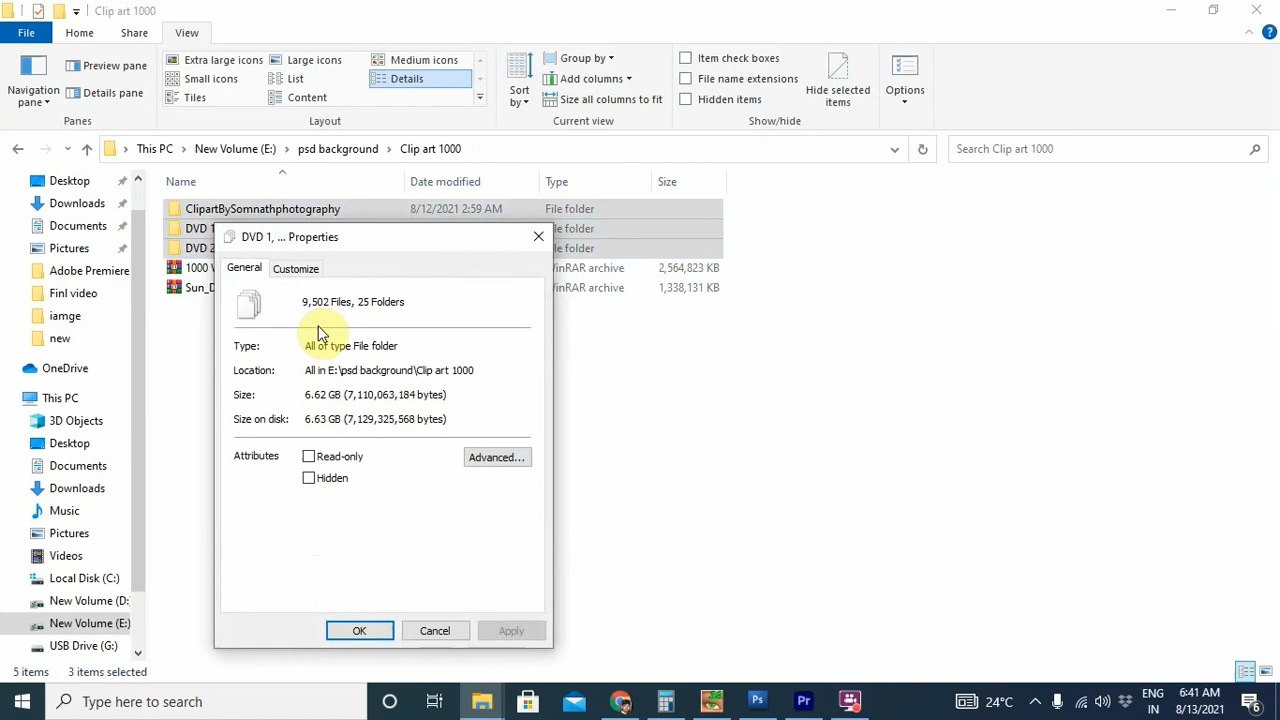 Clip art 1000
File Home Share View
Navigation pane
Preview pane
Details pane
Panes
Extra large icons Large icons Medium icons
Small icons List Details
Tiles Content
Layout
Sort by
Group by
Add columns
Size all columns to fit
Current view
Item check boxes
File name extensions
Hidden items
Hide selected items
Show/hide
Options
This PC New Volume (E:) psd background Clip art 1000
Search Clip art 1000
Desktop
Downloads
Documents
Pictures
Adobe Premiere
Finl video
iamge
new
OneDrive
This PC
3D Objects
Desktop
Documents
Downloads
Music
Pictures
Videos
Local Disk (C:)
New Volume (D:
New Volume (E:)
USB Drive (G:)
Name Date modified Type Size
ClipartBySomnathphotography 8/12/2021 2:59 AM File folder
DVD 1 File folder
DVD 2 File folder
1000 WinRAR archive 2,564,823 KB
Sun_D WinRAR archive 1,338,131 KB
DVD 1, ... Properties
General Customize
9,502 Files, 25 Folders
Type: All of type File folder
Location: All in E:\psd background\Clip art 1000
Size: 6.62 GB (7,110,063,184 bytes)
Size on disk: 6.63 GB (7,129,325,568 bytes)
Attributes Read-only Advanced...
Hidden
OK Cancel Apply
5 items 3 items selected
Type here to search
Ps Pr
24°C
ENG
IN
6:41 AM
8/13/2021
6